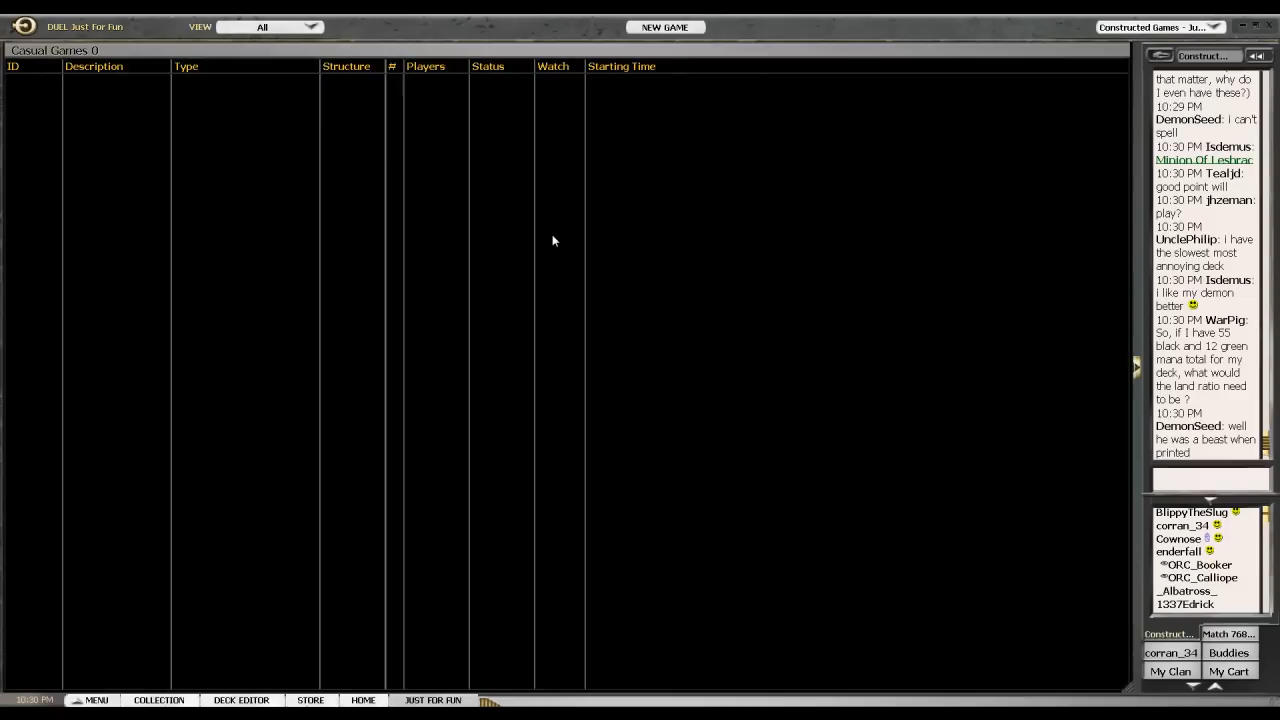 DUEL Just For Fun VIEW All NEW GAME Constructed Games - Ju...
Casual Games 0
ID Description Type Structure # Players Status Watch Starting Time
Construct...
that matter, why do
I even have these?)
10:29 PM
DemonSeed: i can't
spell
10:30 PM Isdemus:
Minion Of Leshrac
10:30 PM Tealjd:
good point will
10:30 PM jhzeman:
play?
10:30 PM
UnclePhilip: i have
the slowest most
annoying deck
10:30 PM Isdemus:
i like my demon
better
10:30 PM WarPig:
So, if I have 55
black and 12 green
mana total for my
deck, what would
the land ratio need
to be ?
10:30 PM
DemonSeed: well
he was a beast when
printed
BlippyTheSlug
corran_34
Cownose
enderfall
ORC_Booker
ORC_Calliope
_Albatross_
1337Edrick
Construct... Match 768...
corran_34 Buddies
My Clan My Cart
10:30 PM MENU COLLECTION DECK EDITOR STORE HOME JUST FOR FUN